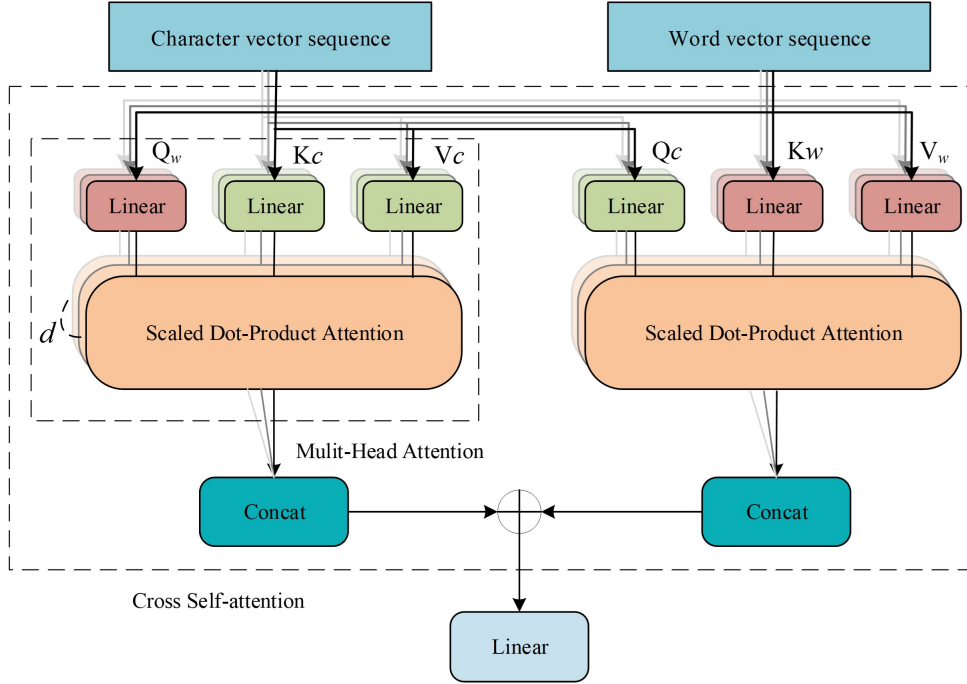 Character vector sequence
Word vector sequence
Qw
Kc
Vc
Qc
Kw
Vw
Linear
Linear
Linear
Linear
Linear
Linear
d
Scaled Dot-Product Attention
Scaled Dot-Product Attention
Mulit-Head Attention
Concat
Concat
Cross Self-attention
Linear